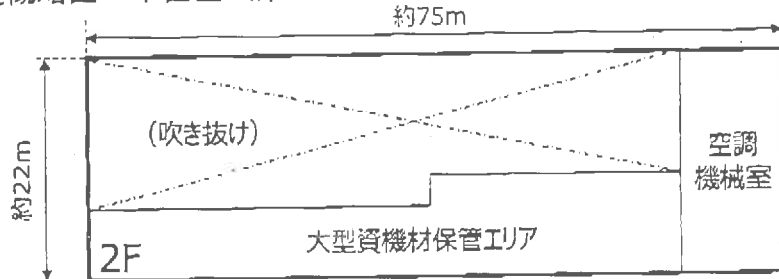 約75m
約22m
(吹き抜け)
空調
機械室
大型資機材保管エリア
2F